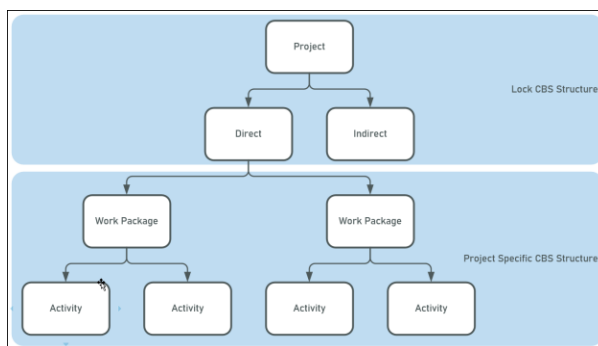 Project
Lock CBS Structure
Direct
Indirect
Work Package
Work Package
Project Specific CBS Structure
Activity
Activity
Activity
Activity